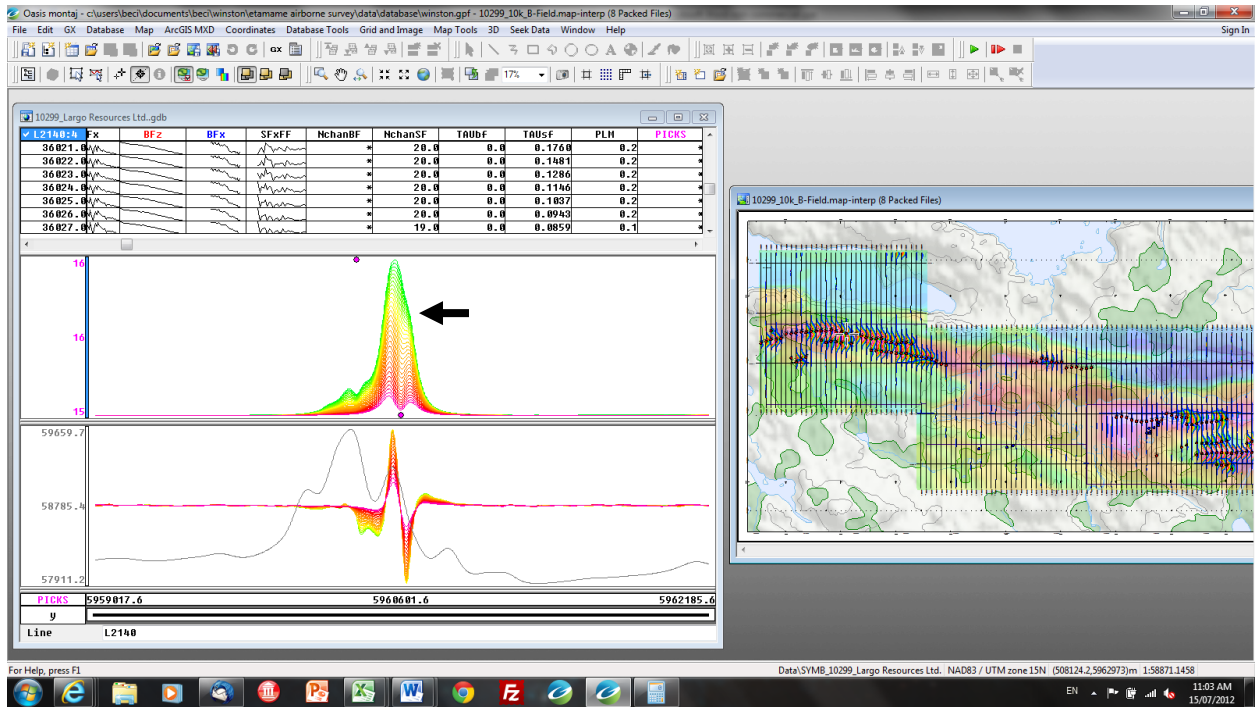 Oasis montaj - c:\users\beci\documents\beci\winston\etamame airborne survey\data\database\winston.gpf - 10299_10k_B-Field.map-interp (8 Packed Files)
File Edit GX Database Map ArcGIS MXD Coordinates Database Tools Grid and Image Map Tools 3D Seek Data Window Help Sign In
GX
17%
10299_Largo Resources Ltd..gdb
L2140:4 Fx BFz BFx SFxFF NchanBF NchanSF TAUbf TAUsf PLM PICKS
36021.0 * 20.0 0.0 0.1760 0.2 *
36022.0 * 20.0 0.0 0.1481 0.2 *
36023.0 * 20.0 0.0 0.1286 0.2 *
36024.0 * 20.0 0.0 0.1146 0.2 *
36025.0 * 20.0 0.0 0.1037 0.2 *
36026.0 * 20.0 0.0 0.0943 0.2 *
36027.0 * 19.0 0.0 0.0859 0.1 *
16
16
15
59659.7
58785.4
57911.2
PICKS 5959017.6 5960601.6 5962185.6
y
Line L2140
10299_10k_B-Field.map-interp (8 Packed Files)
For Help, press F1
Data\SYMB_10299_Largo Resources Ltd. NAD83 / UTM zone 15N (508124.2,5962973)m 1:58871.1458
EN 11:03 AM
15/07/2012